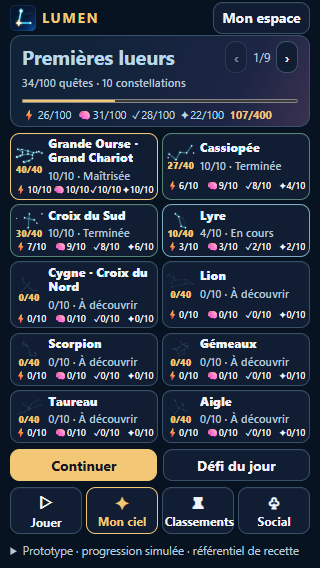 LUMEN
Mon espace
Premières lueurs
‹ 1/9 ›
34/100 quêtes · 10 constellations
⚡ 26/100 🧠 31/100 ✓28/100 ✦22/100 107/400
Grande Ourse · Grand Chariot
40/40
10/10 · Maîtrisée
⚡ 10/10 🧠 10/10 ✓10/10 ✦10/10
Cassiopée
27/40
10/10 · Terminée
⚡ 6/10 🧠 9/10 ✓8/10 ✦4/10
Croix du Sud
30/40
10/10 · Terminée
⚡ 7/10 🧠 9/10 ✓8/10 ✦6/10
Lyre
10/40
4/10 · En cours
⚡ 3/10 🧠 3/10 ✓2/10 ✦2/10
Cygne · Croix du Nord
0/40
0/10 · À découvrir
⚡ 0/10 🧠 0/10 ✓0/10 ✦0/10
Lion
0/40
0/10 · À découvrir
⚡ 0/10 🧠 0/10 ✓0/10 ✦0/10
Scorpion
0/40
0/10 · À découvrir
⚡ 0/10 🧠 0/10 ✓0/10 ✦0/10
Gémeaux
0/40
0/10 · À découvrir
⚡ 0/10 🧠 0/10 ✓0/10 ✦0/10
Taureau
0/40
0/10 · À découvrir
⚡ 0/10 🧠 0/10 ✓0/10 ✦0/10
Aigle
0/40
0/10 · À découvrir
⚡ 0/10 🧠 0/10 ✓0/10 ✦0/10
Continuer
Défi du jour
Jouer
Mon ciel
Classements
Social
▶ Prototype · progression simulée · référentiel de recette